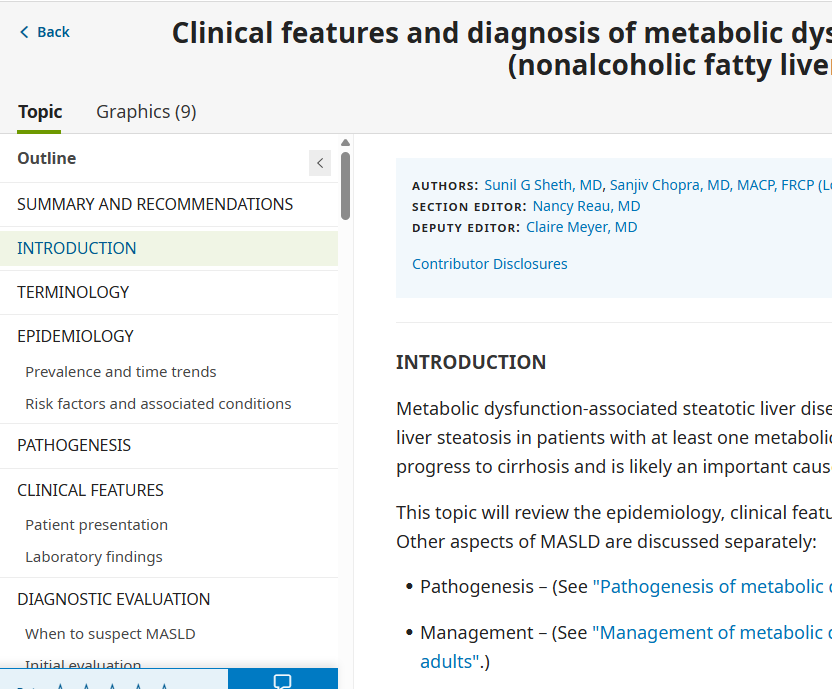 Back
Clinical features and diagnosis of metabolic dys
(nonalcoholic fatty liver
Topic
Graphics (9)
Outline
SUMMARY AND RECOMMENDATIONS
INTRODUCTION
TERMINOLOGY
EPIDEMIOLOGY
Prevalence and time trends
Risk factors and associated conditions
PATHOGENESIS
CLINICAL FEATURES
Patient presentation
Laboratory findings
DIAGNOSTIC EVALUATION
When to suspect MASLD
Initial evaluation
AUTHORS: Sunil G Sheth, MD, Sanjiv Chopra, MD, MACP, FRCP (Lo
SECTION EDITOR: Nancy Reau, MD
DEPUTY EDITOR: Claire Meyer, MD
Contributor Disclosures
INTRODUCTION
Metabolic dysfunction-associated steatotic liver dise
liver steatosis in patients with at least one metabolic
progress to cirrhosis and is likely an important caus
This topic will review the epidemiology, clinical featu
Other aspects of MASLD are discussed separately:
• Pathogenesis – (See "Pathogenesis of metabolic d
• Management – (See "Management of metabolic d
adults".)